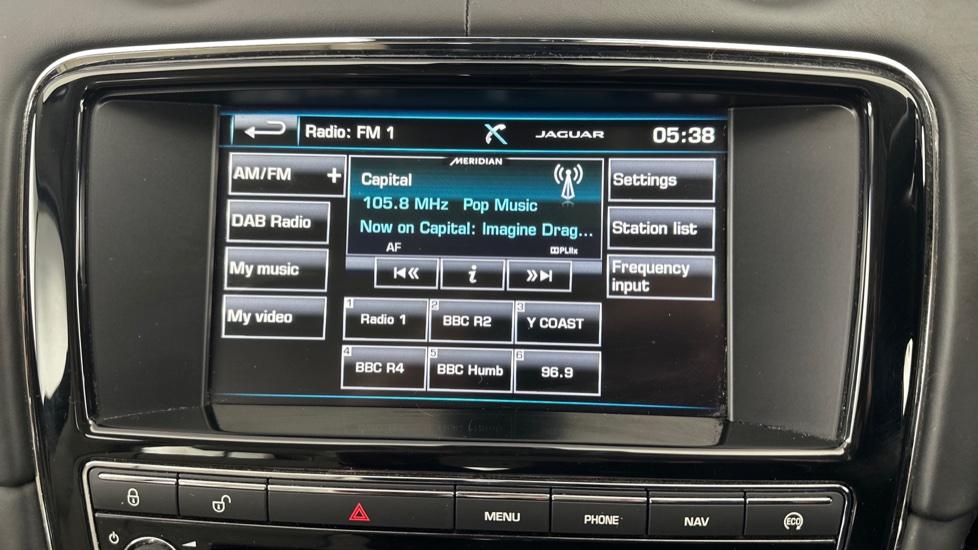 Radio: FM 1
JAGUAR
05:38
AM/FM +
DAB Radio
My music
My video
MERIDIAN
Capital
105.8 MHz Pop Music
Now on Capital: Imagine Drag...
AF
PLIIx
i
Settings
Station list
Frequency
input
1 Radio 1
2 BBC R2
3 Y COAST
4 BBC R4
5 BBC Humb
6 96.9
MENU
PHONE
NAV
ECO